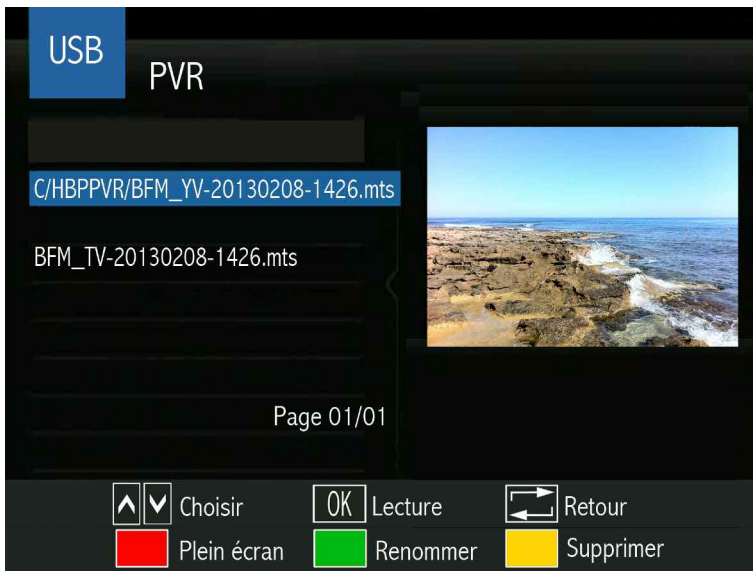 USB
PVR
C/HBPPVR/BFM_YV-20130208-1426.mts
BFM_TV-20130208-1426.mts
Page 01/01
Choisir OK Lecture Retour
Plein écran Renommer Supprimer